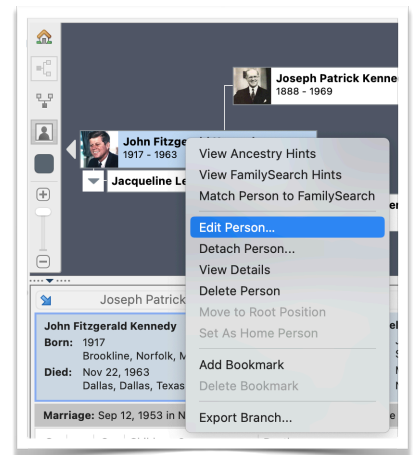 Joseph Patrick Kenne
1888 - 1969
John Fitzge
1917 - 1963
Jacqueline Le
View Ancestry Hints
View FamilySearch Hints
Match Person to FamilySearch
Edit Person...
Detach Person...
View Details
Delete Person
Move to Root Position
Set As Home Person
Add Bookmark
Delete Bookmark
Export Branch...
Joseph Patrick
John Fitzgerald Kennedy
Born: 1917
Brookline, Norfolk, M
Died: Nov 22, 1963
Dallas, Dallas, Texas
Marriage: Sep 12, 1953 in N